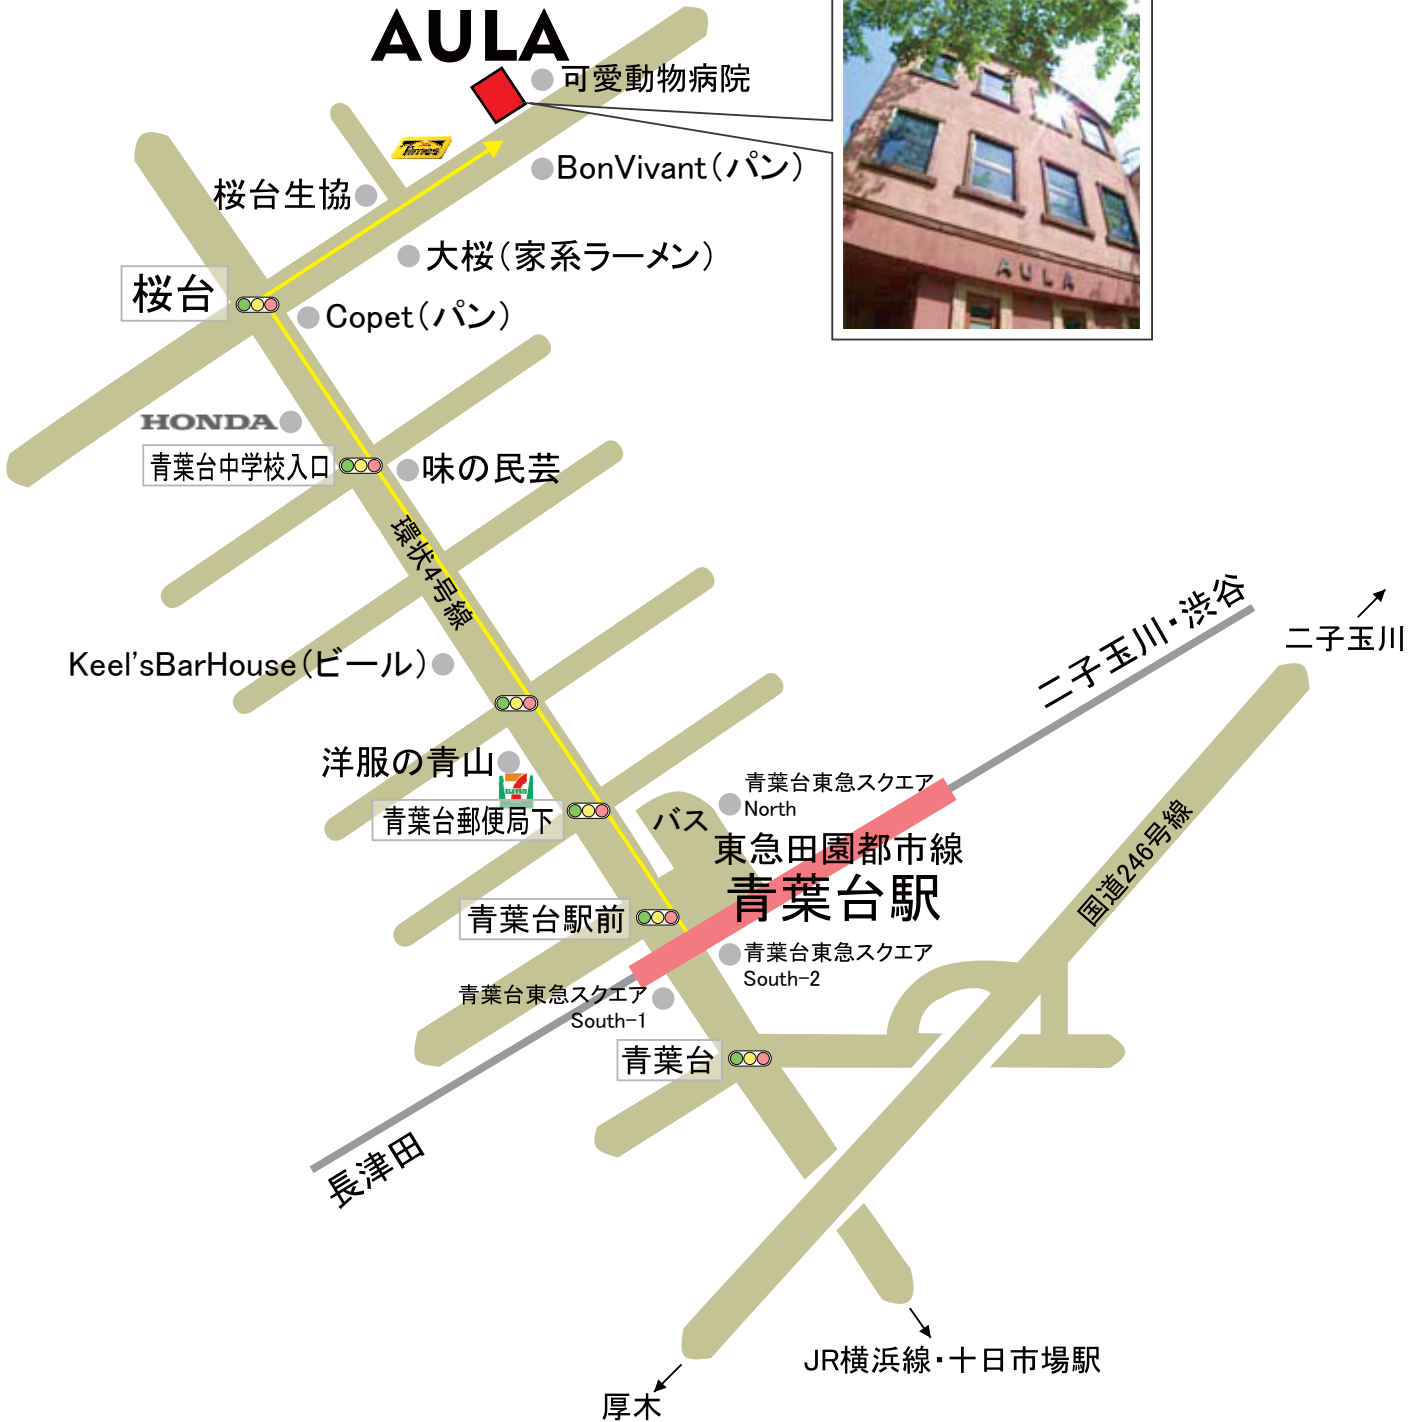 AULA
可愛動物病院
Times
BonVivant（パン）
桜台生協
大桜（家系ラーメン）
AULA
桜台
Copet（パン）
HONDA
青葉台中学校入口
味の民芸
環状4号線
二子玉川・渋谷
二子玉川
Keel'sBarHouse（ビール）
洋服の青山
7
ELEVEN
青葉台郵便局下
バス
青葉台東急スクエア
North
東急田園都市線
青葉台駅
国道246号線
青葉台駅前
青葉台東急スクエア
South-2
青葉台東急スクエア
South-1
青葉台
長津田
JR横浜線・十日市場駅
厚木